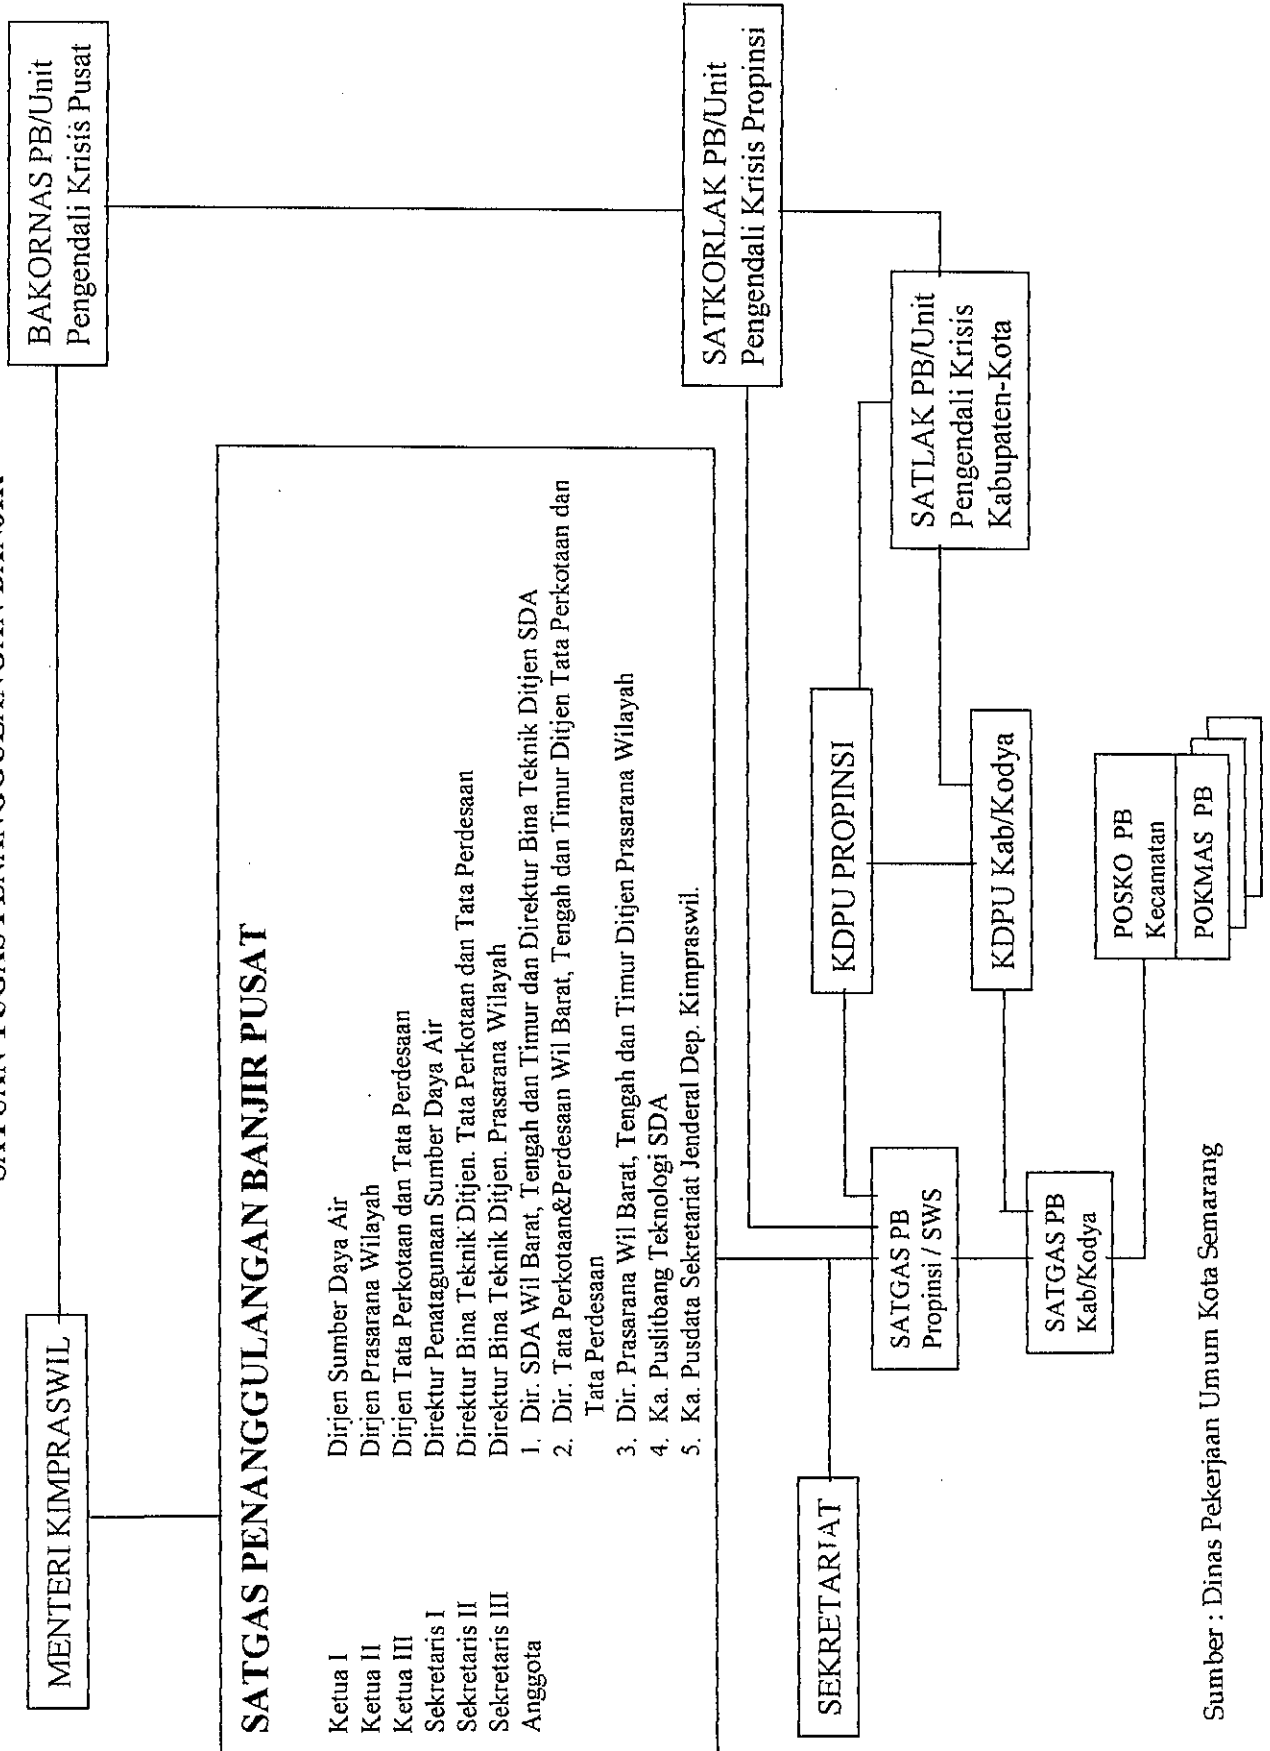 SATUAN TUGAS PENANGGULANGAN BANJIR
MENTERI KIMPRASWIL
BAKORNAS PB/Unit
Pengendali Krisis Pusat
SATGAS PENANGGULANGAN BANJIR PUSAT
Ketua I Dirjen Sumber Daya Air
Ketua II Dirjen Prasarana Wilayah
Ketua III Dirjen Tata Perkotaan dan Tata Perdesaan
Sekretaris I Direktur Penatagunaan Sumber Daya Air
Sekretaris II Direktur Bina Teknik Ditjen. Tata Perkotaan dan Tata Perdesaan
Sekretaris III Direktur Bina Teknik Ditjen. Prasarana Wilayah
Anggota 1. Dir. SDA Wil Barat, Tengah dan Timur dan Direktur Bina Teknik Ditjen SDA
2. Dir. Tata Perkotaan&Perdesaan Wil Barat, Tengah dan Timur Ditjen Tata Perkotaan dan
Tata Perdesaan
3. Dir. Prasarana Wil Barat, Tengah dan Timur Ditjen Prasarana Wilayah
4. Ka. Puslitbang Teknologi SDA
5. Ka. Pusdata Sekretariat Jenderal Dep. Kimpraswil.
SATKORLAK PB/Unit
Pengendali Krisis Propinsi
SEKRETARIAT
KDPU PROPINSI
SATGAS PB
Propinsi / SWS
SATLAK PB/Unit
Pengendali Krisis
Kabupaten-Kota
KDPU Kab/Kodya
SATGAS PB
Kab/Kodya
POSKO PB
Kecamatan
POKMAS PB
Sumber : Dinas Pekerjaan Umum Kota Semarang